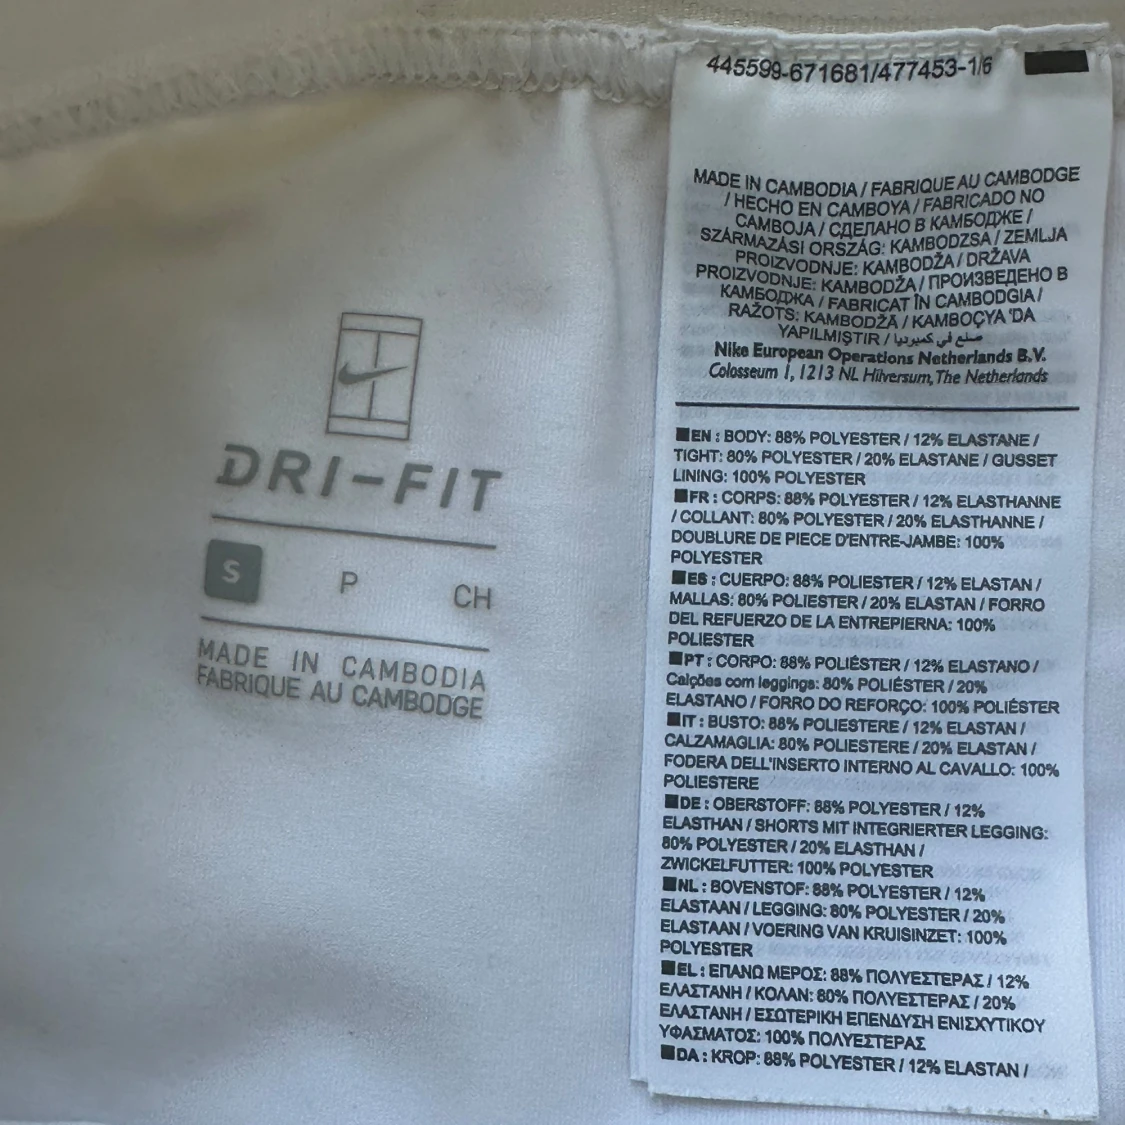 DRI-FIT
S P CH
MADE IN CAMBODIA
FABRIQUE AU CAMBODGE
445599-671681/477453-1/6
MADE IN CAMBODIA / FABRIQUE AU CAMBODGE
/ HECHO EN CAMBOYA / FABRICADO NO
CAMBOJA / СДЕЛАНО В КАМБОДЖЕ /
SZÁRMAZÁSI ORSZÁG: KAMBODZSA / ZEMLJA
PROIZVODNJE: KAMBODŽA / DRŽAVA
PROIZVODNJE: KAMBODŽA / ПРОИЗВЕДЕНО В
КАМБОДЖА / FABRICAT ÎN CAMBODGIA /
RAŽOTS: KAMBODŽĀ / KAMBOÇYA 'DA
YAPILMIŞTIR / صنع في كمبوديا
Nike European Operations Netherlands B.V.
Colosseum 1, 1213 NL Hilversum, The Netherlands
EN : BODY: 88% POLYESTER / 12% ELASTANE /
TIGHT: 80% POLYESTER / 20% ELASTANE / GUSSET
LINING: 100% POLYESTER
FR : CORPS: 88% POLYESTER / 12% ELASTHANNE
/ COLLANT: 80% POLYESTER / 20% ELASTHANNE /
DOUBLURE DE PIECE D'ENTRE-JAMBE: 100%
POLYESTER
ES : CUERPO: 88% POLIESTER / 12% ELASTAN /
MALLAS: 80% POLIESTER / 20% ELASTAN / FORRO
DEL REFUERZO DE LA ENTREPIERNA: 100%
POLIESTER
PT : CORPO: 88% POLIÉSTER / 12% ELASTANO /
Calções com leggings: 80% POLIÉSTER / 20%
ELASTANO / FORRO DO REFORÇO: 100% POLIÉSTER
IT : BUSTO: 88% POLIESTERE / 12% ELASTAN /
CALZAMAGLIA: 80% POLIESTERE / 20% ELASTAN /
FODERA DELL'INSERTO INTERNO AL CAVALLO: 100%
POLIESTERE
DE : OBERSTOFF: 88% POLYESTER / 12%
ELASTHAN / SHORTS MIT INTEGRIERTER LEGGING:
80% POLYESTER / 20% ELASTHAN /
ZWICKELFUTTER: 100% POLYESTER
NL : BOVENSTOF: 88% POLYESTER / 12%
ELASTAAN / LEGGING: 80% POLYESTER / 20%
ELASTAAN / VOERING VAN KRUISINZET: 100%
POLYESTER
EL : ΕΠΑΝΩ ΜΕΡΟΣ: 88% ΠΟΛΥΕΣΤΕΡΑΣ / 12%
ΕΛΑΣΤΑΝΗ / ΚΟΛΑΝ: 80% ΠΟΛΥΕΣΤΕΡΑΣ / 20%
ΕΛΑΣΤΑΝΗ / ΕΣΩΤΕΡΙΚΗ ΕΠΕΝΔΥΣΗ ΕΝΙΣΧΥΤΙΚΟΥ
ΥΦΑΣΜΑΤΟΣ: 100% ΠΟΛΥΕΣΤΕΡΑΣ
DA : KROP: 88% POLYESTER / 12% ELASTAN /